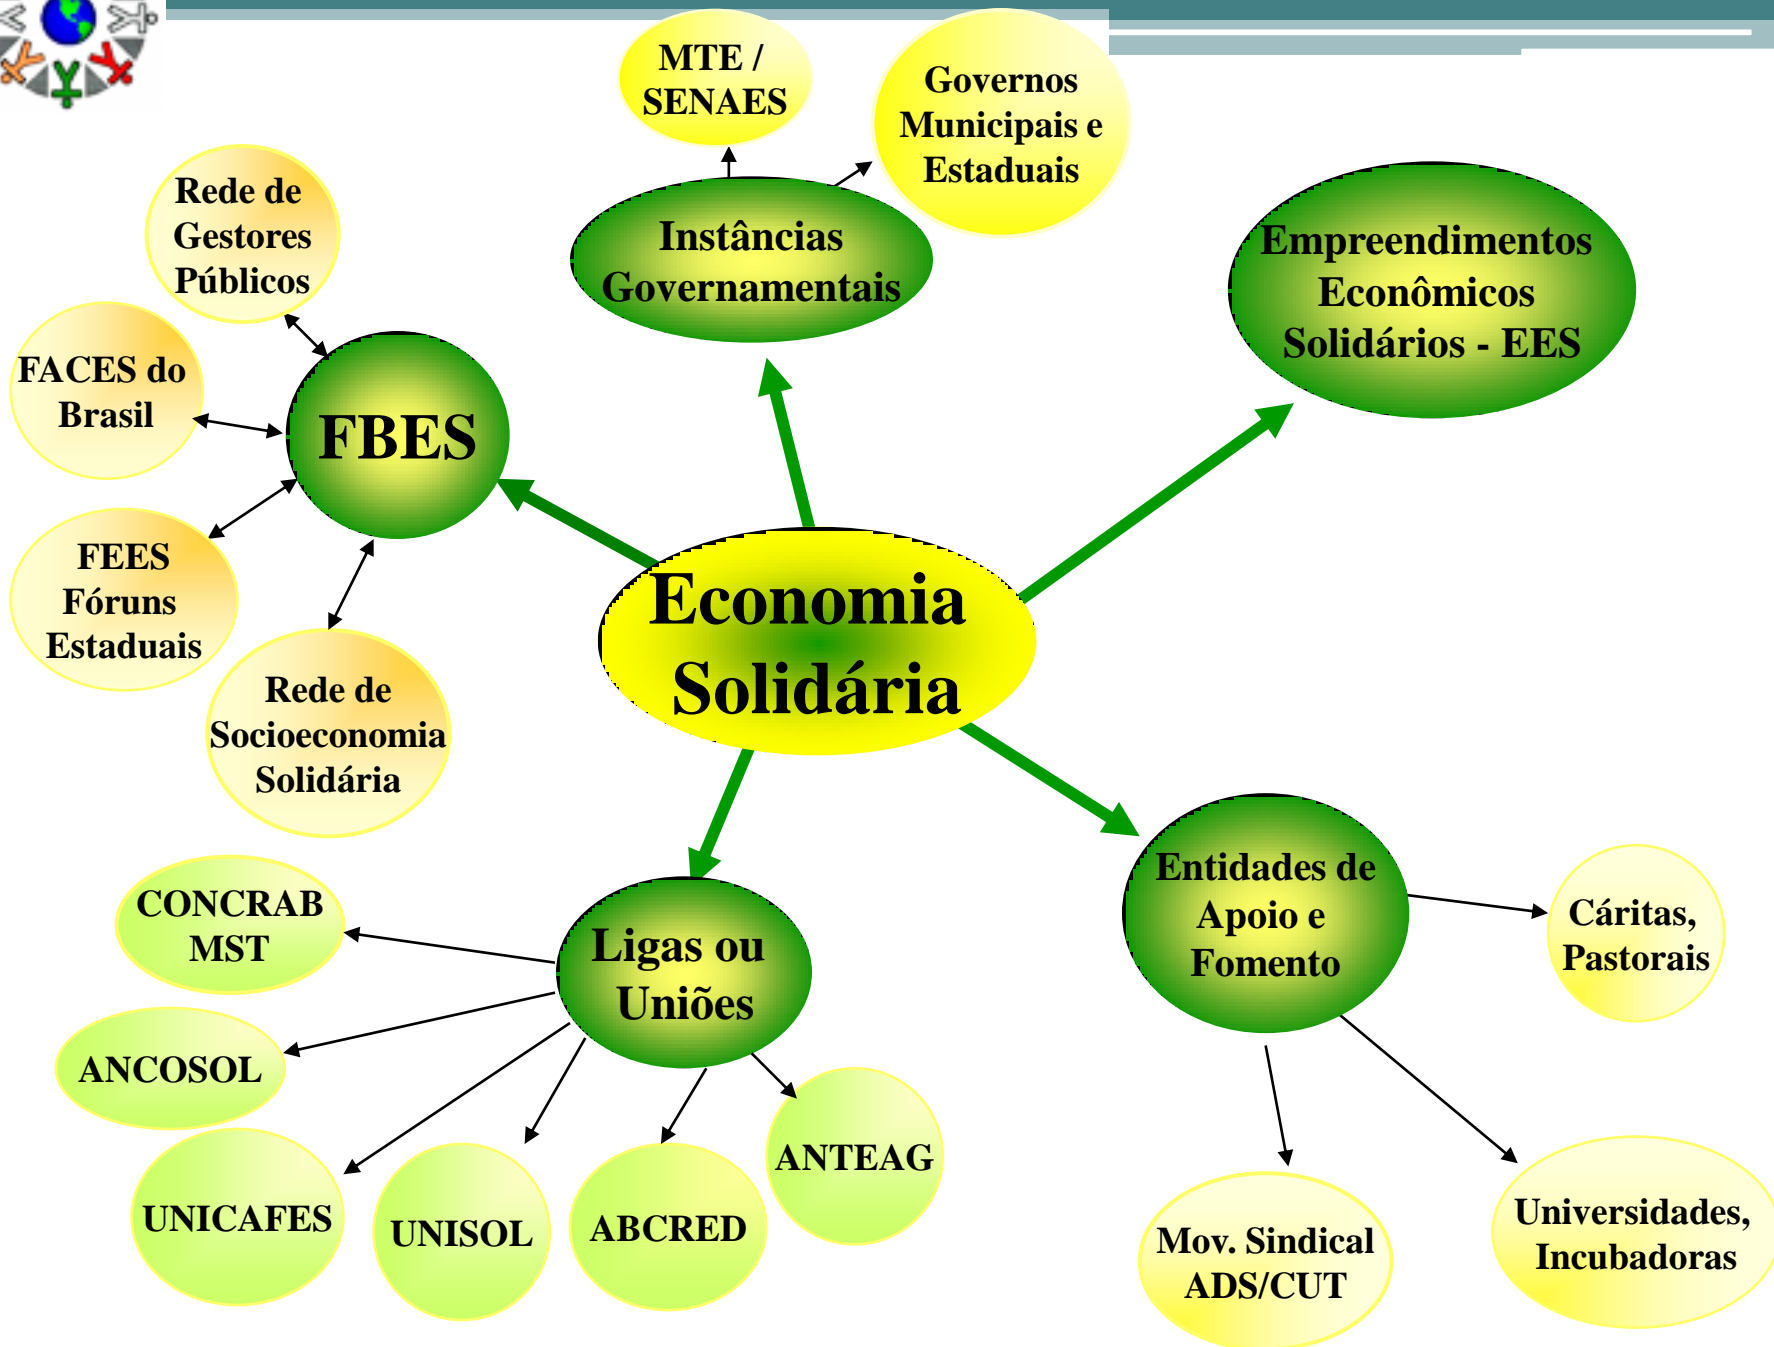 MTE /
SENAES
Governos
Municipais e
Estaduais
Rede de
Gestores
Públicos
Instâncias
Governamentais
Empreendimentos
Econômicos
Solidários - EES
FACES do
Brasil
FBES
FEES
Fóruns
Estaduais
Economia
Solidária
Rede de
Socioeconomia
Solidária
CONCRAB
MST
Ligas ou
Uniões
Entidades de
Apoio e
Fomento
Cáritas,
Pastorais
ANCOSOL
UNICAFES
UNISOL
ABCRED
ANTEAG
Mov. Sindical
ADS/CUT
Universidades,
Incubadoras